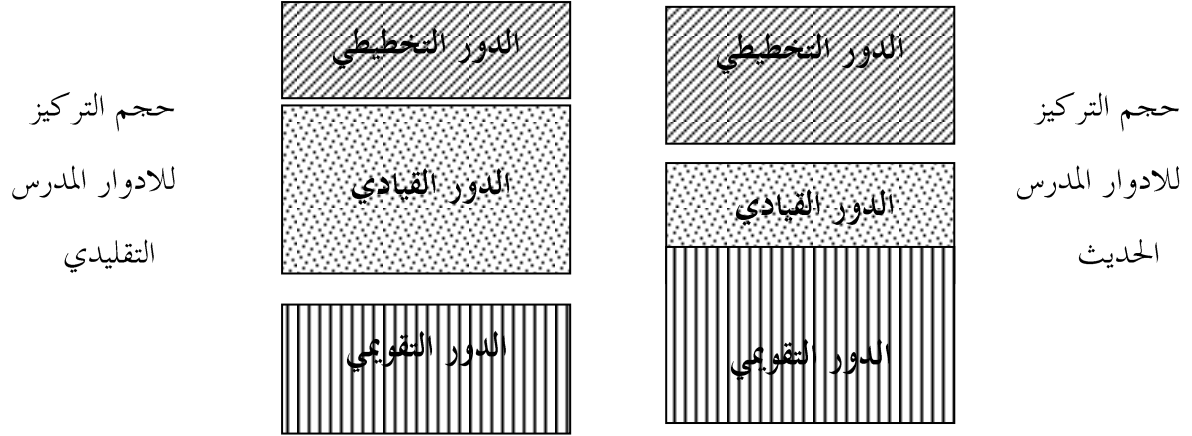 حجم التركيز
للادوار المدرس
الحديث
الدور التخطيطي
الدور القيادي
الدور التقويمي
الدور التخطيطي
الدور القيادي
الدور التقويمي
حجم التركيز
للادوار المدرس
التقليدي